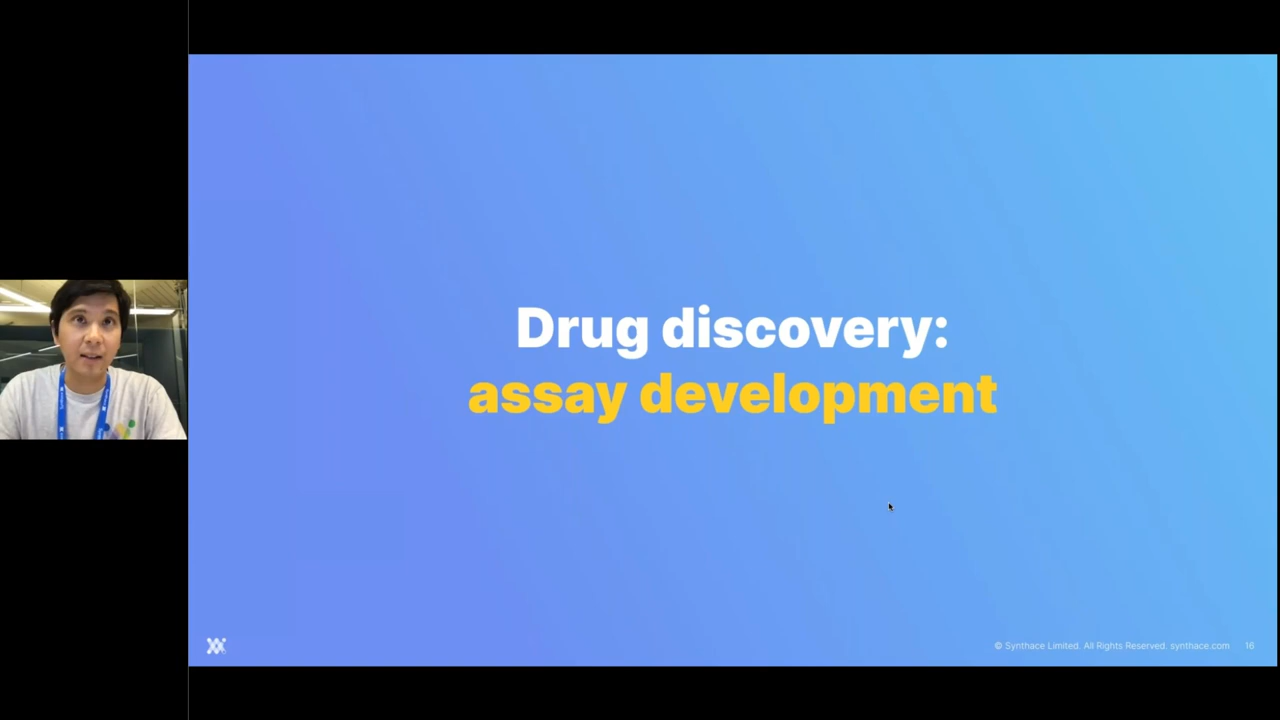 Drug discovery:
assay development
© Synthace Limited. All Rights Reserved. synthace.com 16